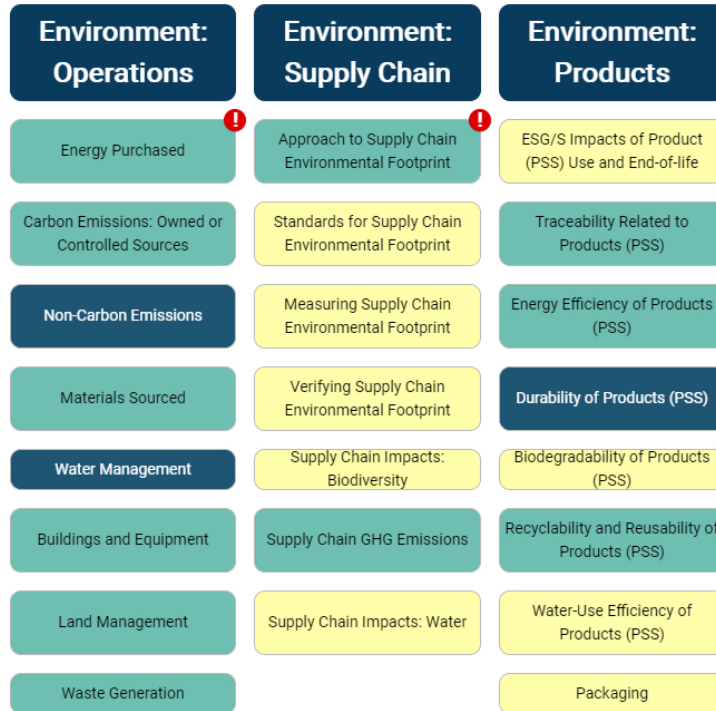 Environment:
Operations
Environment:
Supply Chain
Environment:
Products
!
Energy Purchased
!
Approach to Supply Chain
Environmental Footprint
ESG/S Impacts of Product
(PSS) Use and End-of-life
Carbon Emissions: Owned or
Controlled Sources
Standards for Supply Chain
Environmental Footprint
Traceability Related to
Products (PSS)
Non-Carbon Emissions
Measuring Supply Chain
Environmental Footprint
Energy Efficiency of Products
(PSS)
Materials Sourced
Verifying Supply Chain
Environmental Footprint
Durability of Products (PSS)
Water Management
Supply Chain Impacts:
Biodiversity
Biodegradability of Products
(PSS)
Buildings and Equipment
Supply Chain GHG Emissions
Recyclability and Reusability of
Products (PSS)
Land Management
Supply Chain Impacts: Water
Water-Use Efficiency of
Products (PSS)
Waste Generation
Packaging